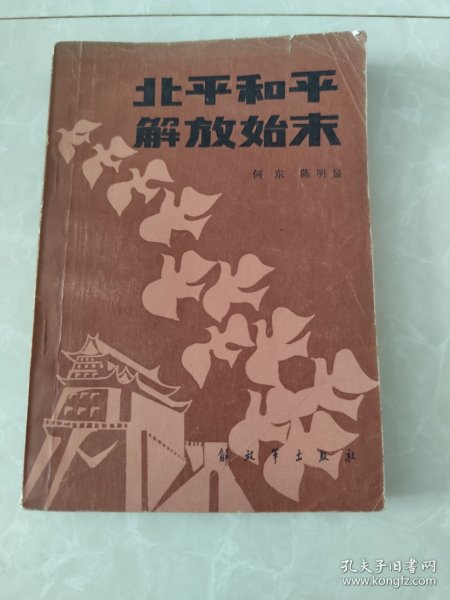 北平和平
解放始末
何东 陈明显
解放军出版社
孔夫子旧书网
www.kongfz.com